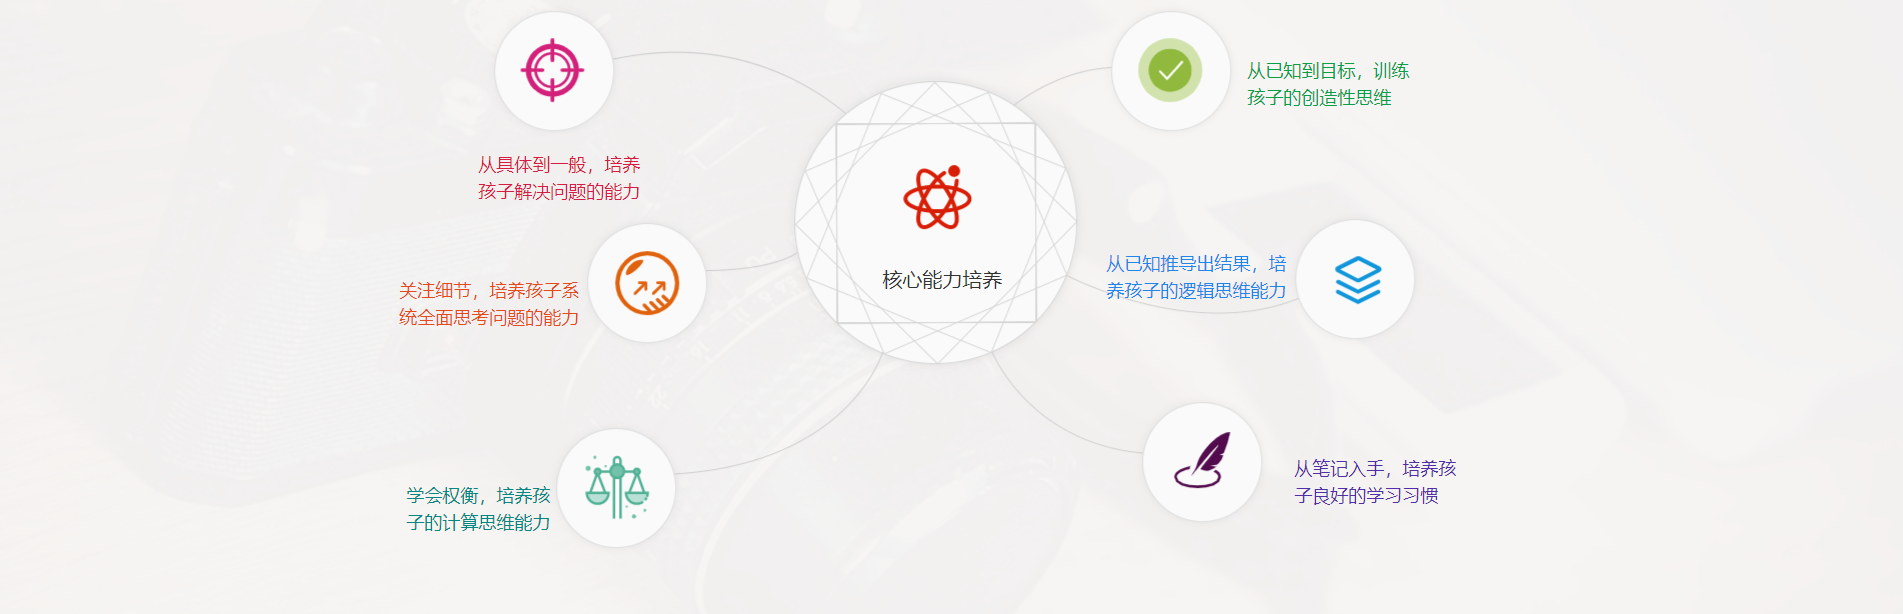 从已知到目标，训练
孩子的创造性思维
从具体到一般，培养
孩子解决问题的能力
从已知推导出结果，培
养孩子的逻辑思维能力
核心能力培养
关注细节，培养孩子系
统全面思考问题的能力
从笔记入手，培养孩
子良好的学习习惯
学会权衡，培养孩
子的计算思维能力